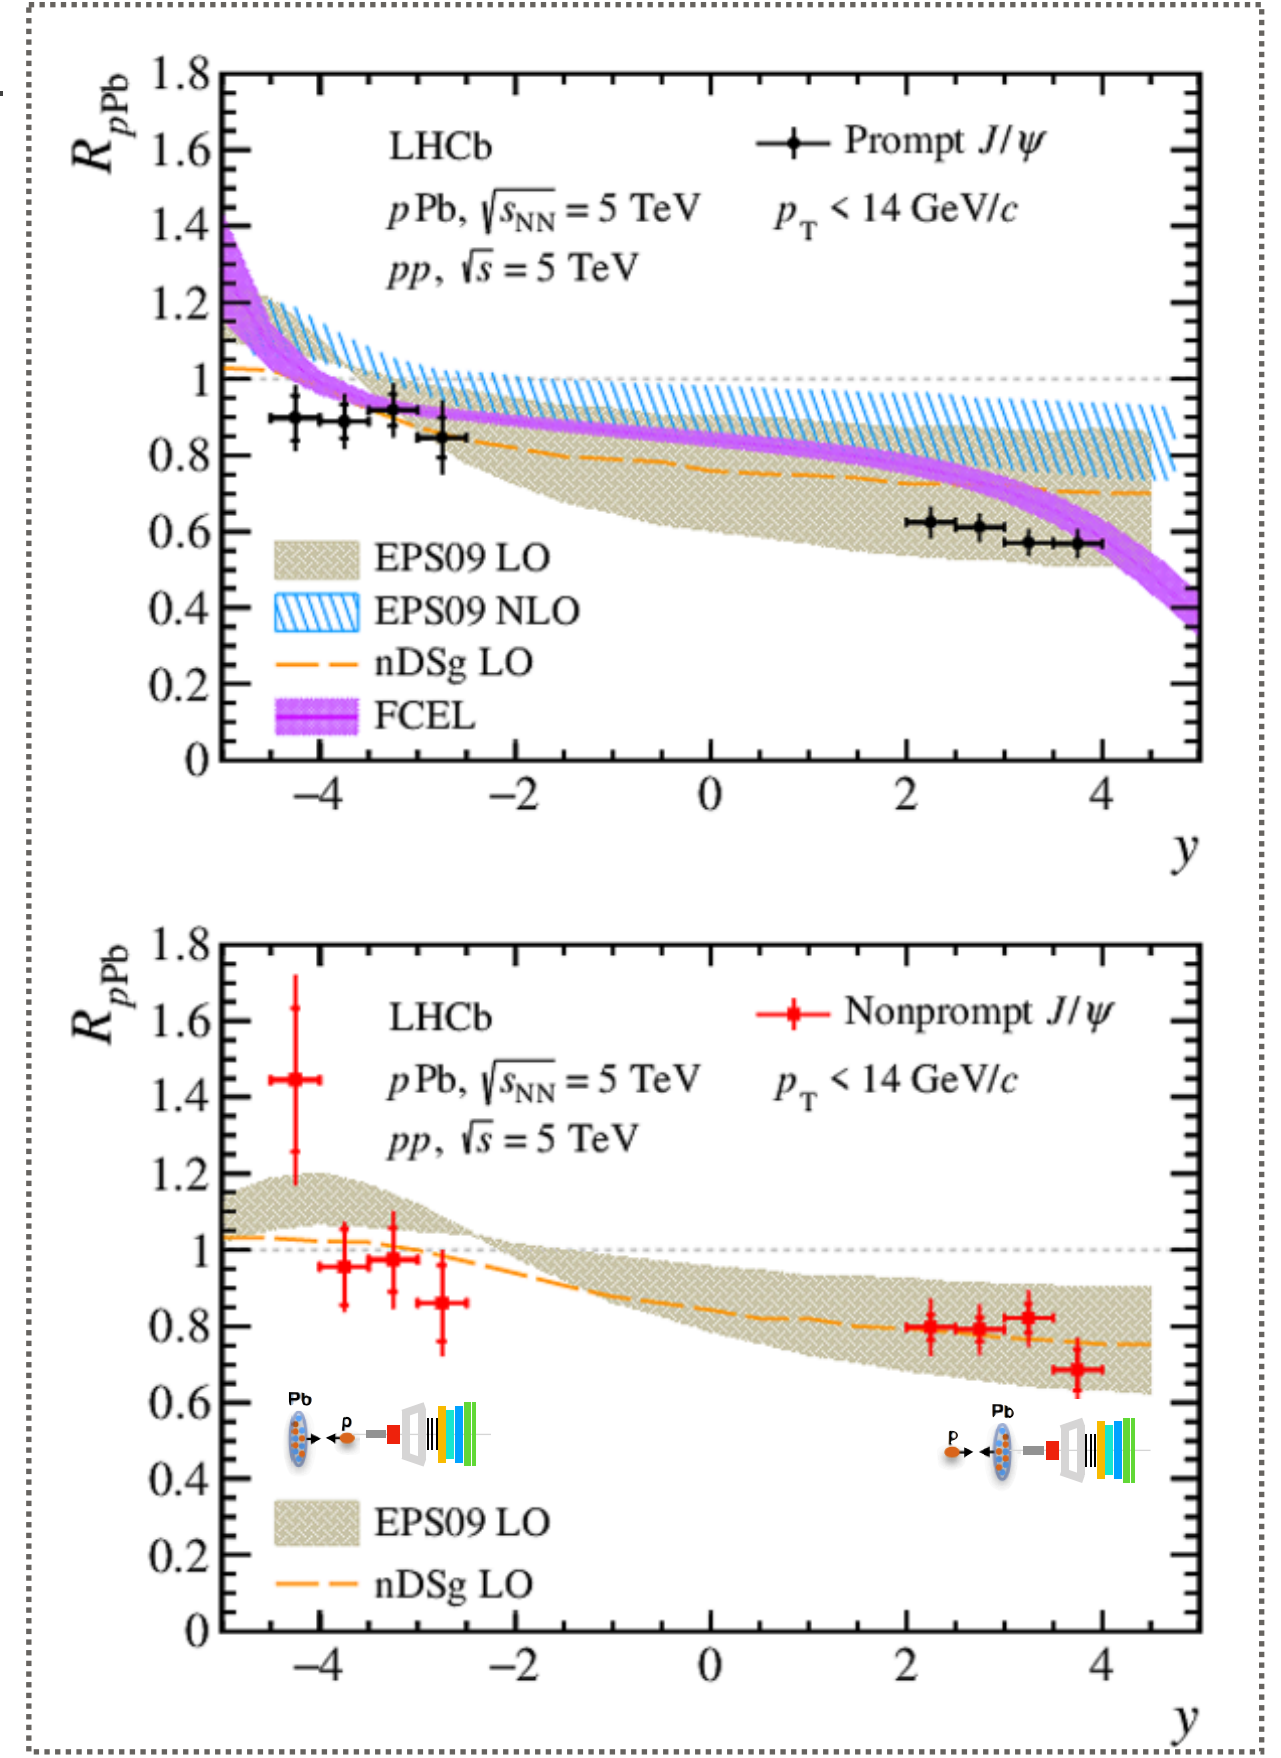 1.8
R_pPb
LHCb
Prompt J/ψ
1.6
pPb, √s_NN = 5 TeV
p_T < 14 GeV/c
1.4
pp, √s = 5 TeV
1.2
1
0.8
0.6
EPS09 LO
EPS09 NLO
0.4
nDSg LO
0.2
FCEL
0
−4 −2 0 2 4
y
1.8
R_pPb
LHCb
Nonprompt J/ψ
1.6
pPb, √s_NN = 5 TeV
p_T < 14 GeV/c
1.4
pp, √s = 5 TeV
1.2
1
0.8
0.6
Pb
p
Pb
p
0.4
EPS09 LO
0.2
nDSg LO
0
−4 −2 0 2 4
y